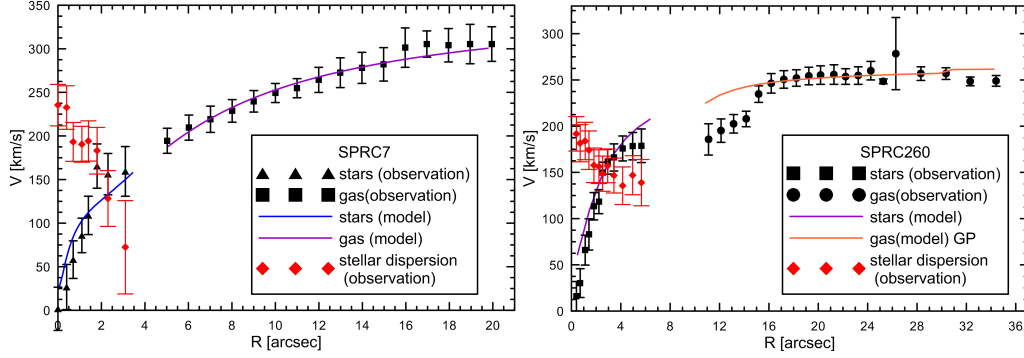 350
300
250
200
150
100
50
0
V [km/s]
SPRC7
stars (observation)
gas(observation)
stars (model)
gas (model)
stellar dispersion
(observation)
0 2 4 6 8 10 12 14 16 18 20
R [arcsec]
300
250
200
150
100
50
0
V [km/s]
SPRC260
stars (observation)
gas(observation)
stars (model)
gas(model) GP
stellar dispersion
(observation)
0 4 8 12 16 20 24 28 32 36
R [arcsec]